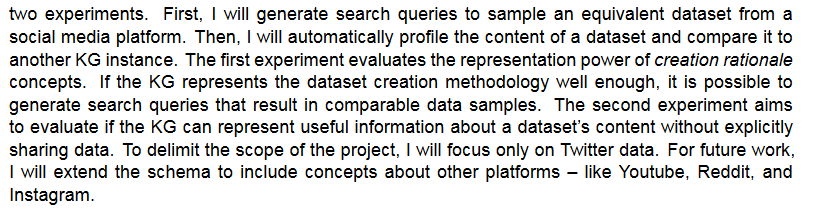 two experiments. First, I will generate search queries to sample an equivalent dataset from a
social media platform. Then, I will automatically profile the content of a dataset and compare it to
another KG instance. The first experiment evaluates the representation power of creation rationale
concepts. If the KG represents the dataset creation methodology well enough, it is possible to
generate search queries that result in comparable data samples. The second experiment aims
to evaluate if the KG can represent useful information about a dataset's content without explicitly
sharing data. To delimit the scope of the project, I will focus only on Twitter data. For future work,
I will extend the schema to include concepts about other platforms – like Youtube, Reddit, and
Instagram.